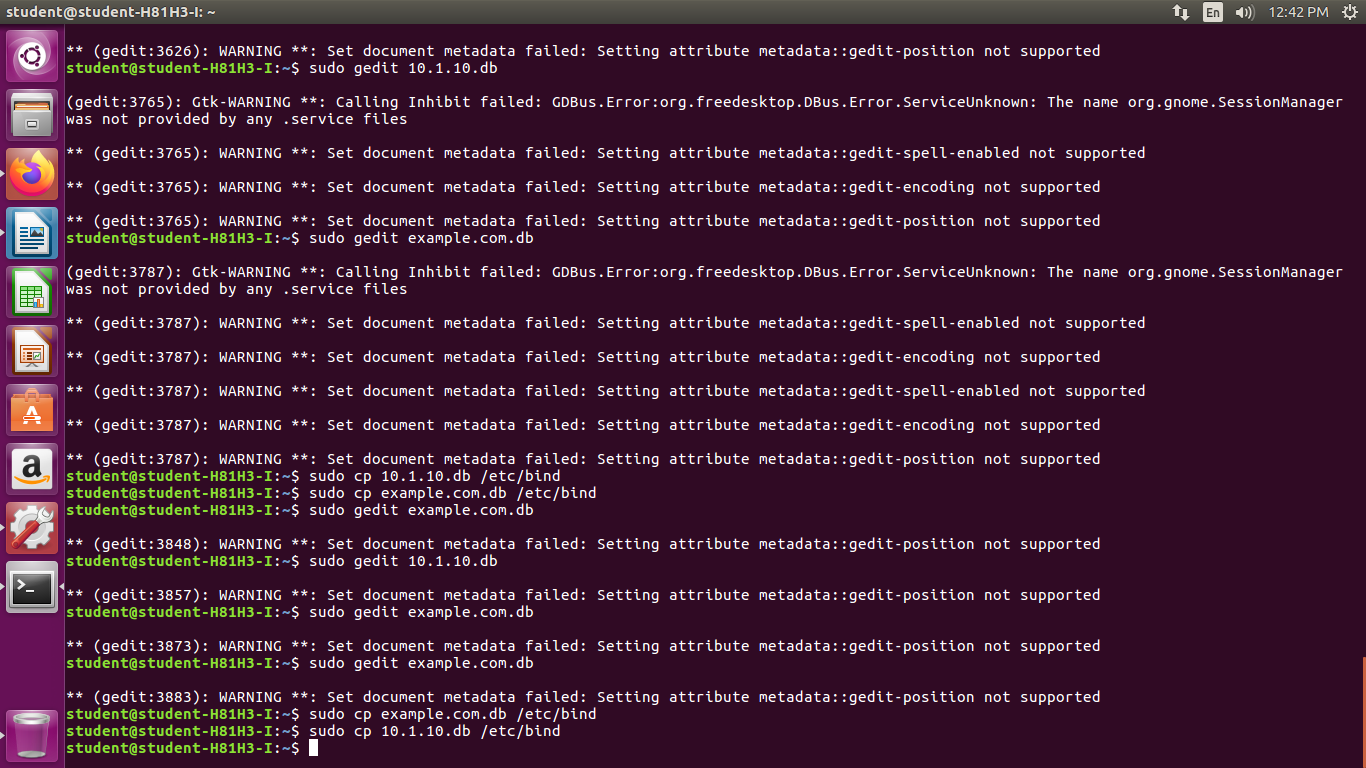 student@student-H81H3-I: ~
En
12:42 PM
** (gedit:3626): WARNING **: Set document metadata failed: Setting attribute metadata::gedit-position not supported
student@student-H81H3-I:~$ sudo gedit 10.1.10.db
(gedit:3765): Gtk-WARNING **: Calling Inhibit failed: GDBus.Error:org.freedesktop.DBus.Error.ServiceUnknown: The name org.gnome.SessionManager
was not provided by any .service files
** (gedit:3765): WARNING **: Set document metadata failed: Setting attribute metadata::gedit-spell-enabled not supported
** (gedit:3765): WARNING **: Set document metadata failed: Setting attribute metadata::gedit-encoding not supported
** (gedit:3765): WARNING **: Set document metadata failed: Setting attribute metadata::gedit-position not supported
student@student-H81H3-I:~$ sudo gedit example.com.db
(gedit:3787): Gtk-WARNING **: Calling Inhibit failed: GDBus.Error:org.freedesktop.DBus.Error.ServiceUnknown: The name org.gnome.SessionManager
was not provided by any .service files
** (gedit:3787): WARNING **: Set document metadata failed: Setting attribute metadata::gedit-spell-enabled not supported
** (gedit:3787): WARNING **: Set document metadata failed: Setting attribute metadata::gedit-encoding not supported
** (gedit:3787): WARNING **: Set document metadata failed: Setting attribute metadata::gedit-spell-enabled not supported
** (gedit:3787): WARNING **: Set document metadata failed: Setting attribute metadata::gedit-encoding not supported
** (gedit:3787): WARNING **: Set document metadata failed: Setting attribute metadata::gedit-position not supported
student@student-H81H3-I:~$ sudo cp 10.1.10.db /etc/bind
student@student-H81H3-I:~$ sudo cp example.com.db /etc/bind
student@student-H81H3-I:~$ sudo gedit example.com.db
** (gedit:3848): WARNING **: Set document metadata failed: Setting attribute metadata::gedit-position not supported
student@student-H81H3-I:~$ sudo gedit 10.1.10.db
** (gedit:3857): WARNING **: Set document metadata failed: Setting attribute metadata::gedit-position not supported
student@student-H81H3-I:~$ sudo gedit example.com.db
** (gedit:3873): WARNING **: Set document metadata failed: Setting attribute metadata::gedit-position not supported
student@student-H81H3-I:~$ sudo gedit example.com.db
** (gedit:3883): WARNING **: Set document metadata failed: Setting attribute metadata::gedit-position not supported
student@student-H81H3-I:~$ sudo cp example.com.db /etc/bind
student@student-H81H3-I:~$ sudo cp 10.1.10.db /etc/bind
student@student-H81H3-I:~$